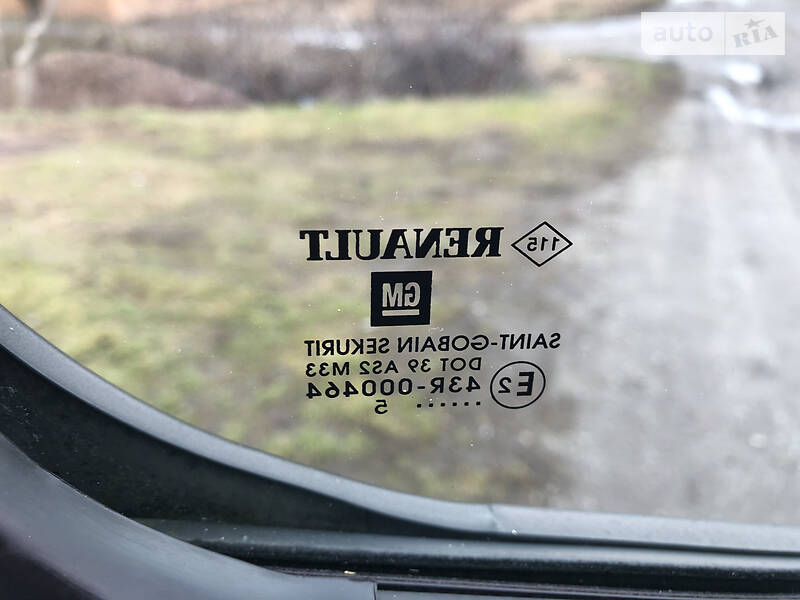 auto RIA
115 RENAULT
GM
SAINT-GOBAIN SEKURIT
DOT 39 AS2 M33
E2 43R-000464
...... 5